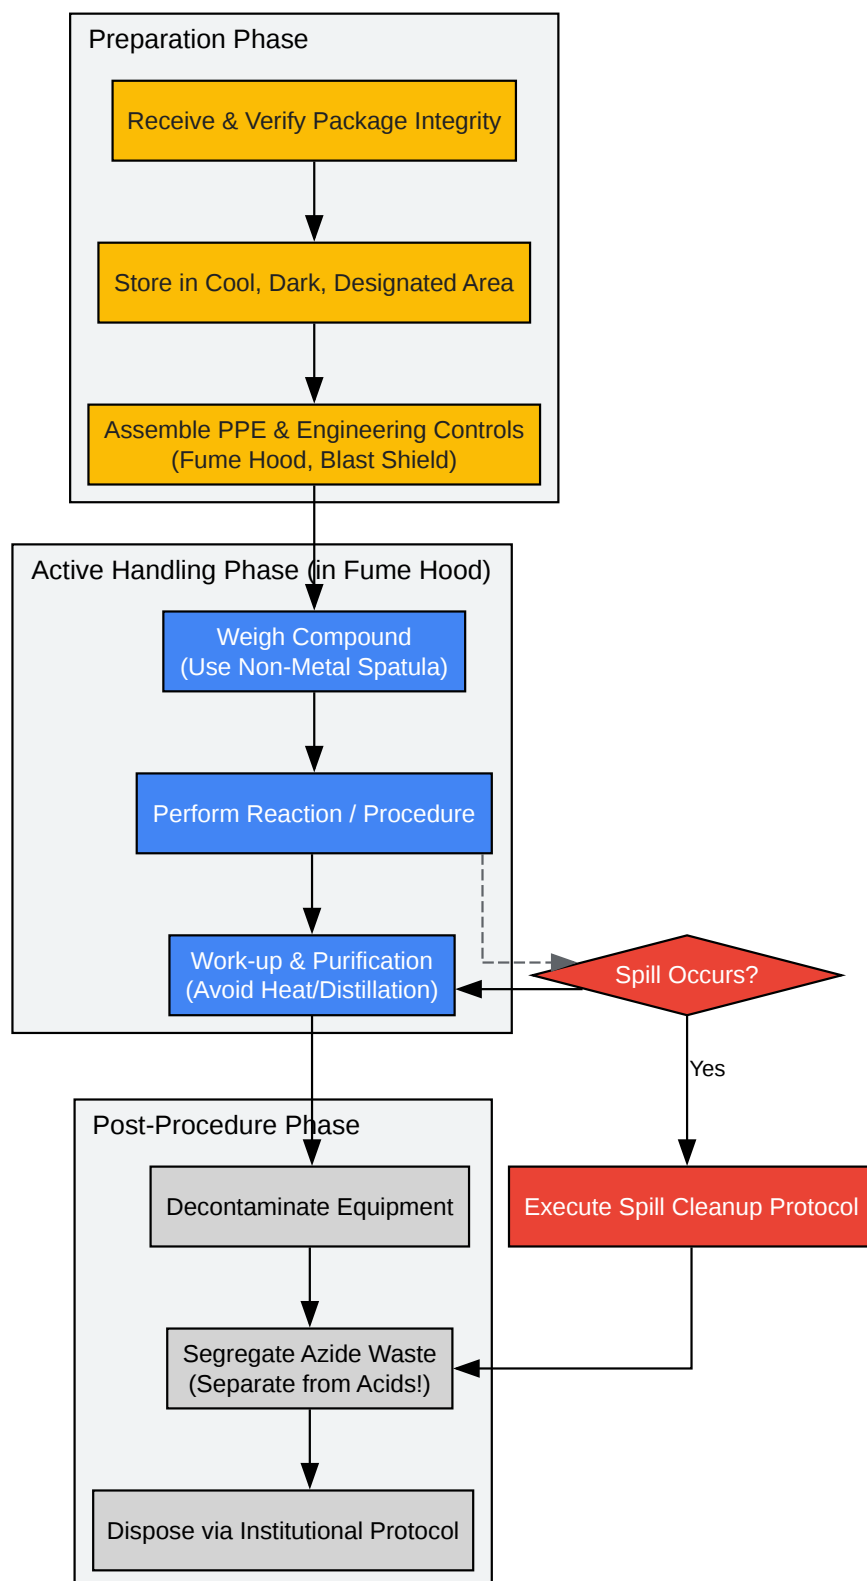 Preparation Phase
Receive & Verify Package Integrity
Store in Cool, Dark, Designated Area
Assemble PPE & Engineering Controls
(Fume Hood, Blast Shield)
Active Handling Phase (in Fume Hood)
Weigh Compound
(Use Non-Metal Spatula)
Perform Reaction / Procedure
Work-up & Purification
(Avoid Heat/Distillation)
Spill Occurs?
Yes
Post-Procedure Phase
Decontaminate Equipment
Execute Spill Cleanup Protocol
Segregate Azide Waste
(Separate from Acids!)
Dispose via Institutional Protocol